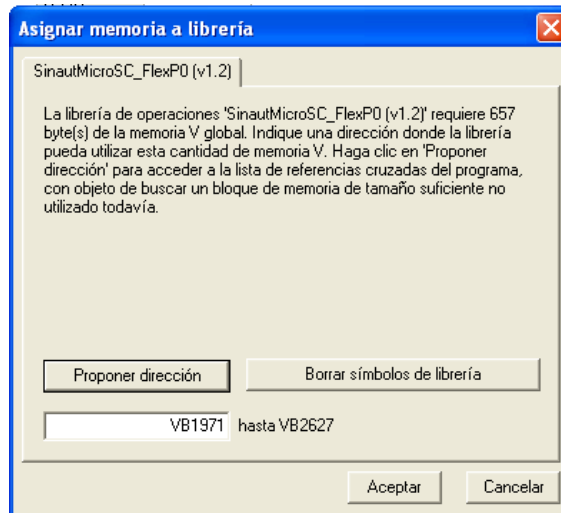 Asignar memoria a librería
SinautMicroSC_FlexP0 (v1.2)
La librería de operaciones 'SinautMicroSC_FlexP0 (v1.2)' requiere 657
byte(s) de la memoria V global. Indique una dirección donde la librería
pueda utilizar esta cantidad de memoria V. Haga clic en 'Proponer
dirección' para acceder a la lista de referencias cruzadas del programa,
con objeto de buscar un bloque de memoria de tamaño suficiente no
utilizado todavía.
Proponer dirección
Borrar símbolos de librería
VB1971 hasta VB2627
Aceptar
Cancelar